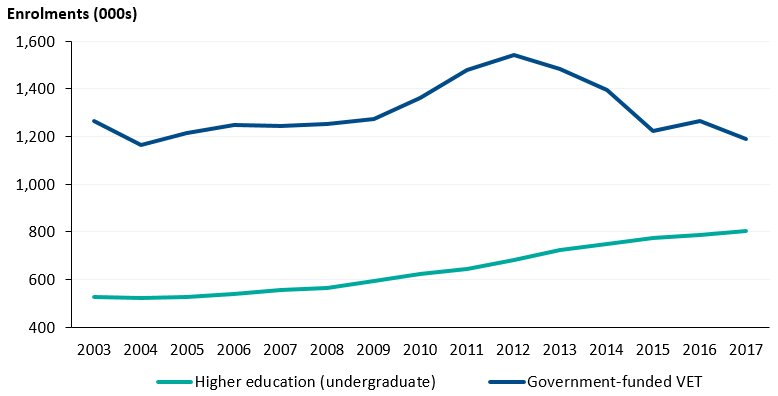 Enrolments (000s)
1,600
1,400
1,200
1,000
800
600
400
2003 2004 2005 2006 2007 2008 2009 2010 2011 2012 2013 2014 2015 2016 2017
Higher education (undergraduate) Government-funded VET